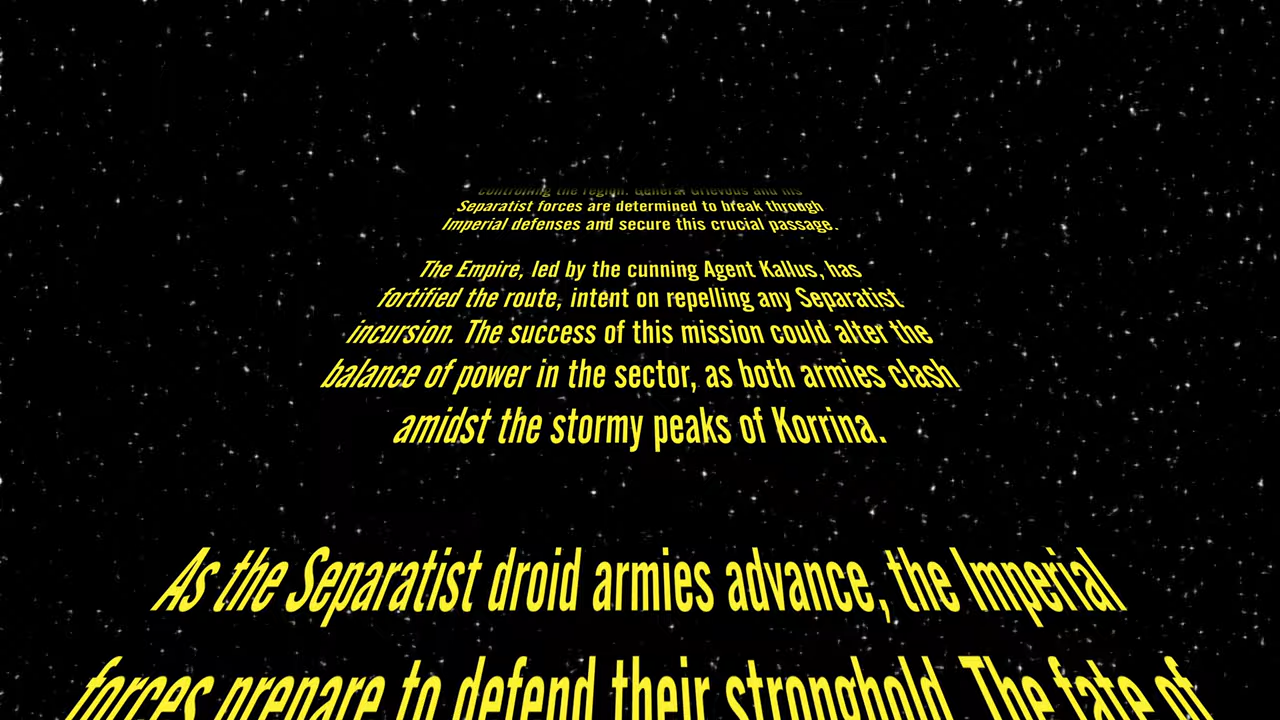 controlling the region. General Grievous and his
Separatist forces are determined to break through
Imperial defenses and secure this crucial passage.
The Empire, led by the cunning Agent Kallus, has
fortified the route, intent on repelling any Separatist
incursion. The success of this mission could alter the
balance of power in the sector, as both armies clash
amidst the stormy peaks of Korrina.
As the Separatist droid armies advance, the Imperial
forces prepare to defend their stronghold. The fate of